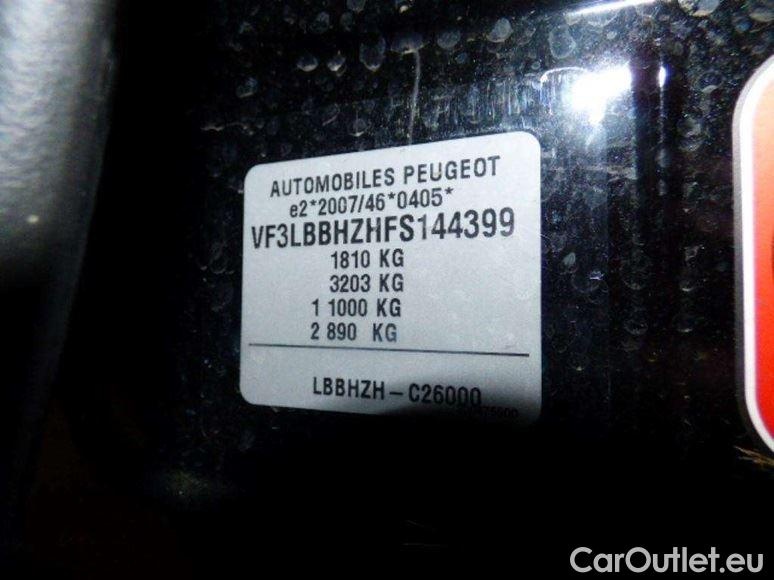 AUTOMOBILES PEUGEOT
e2*2007/46*0405*
VF3LBBHZHFS144399
1810 KG
3203 KG
1 1000 KG
2 890 KG
LBBHZH-C26000
CarOutlet.eu